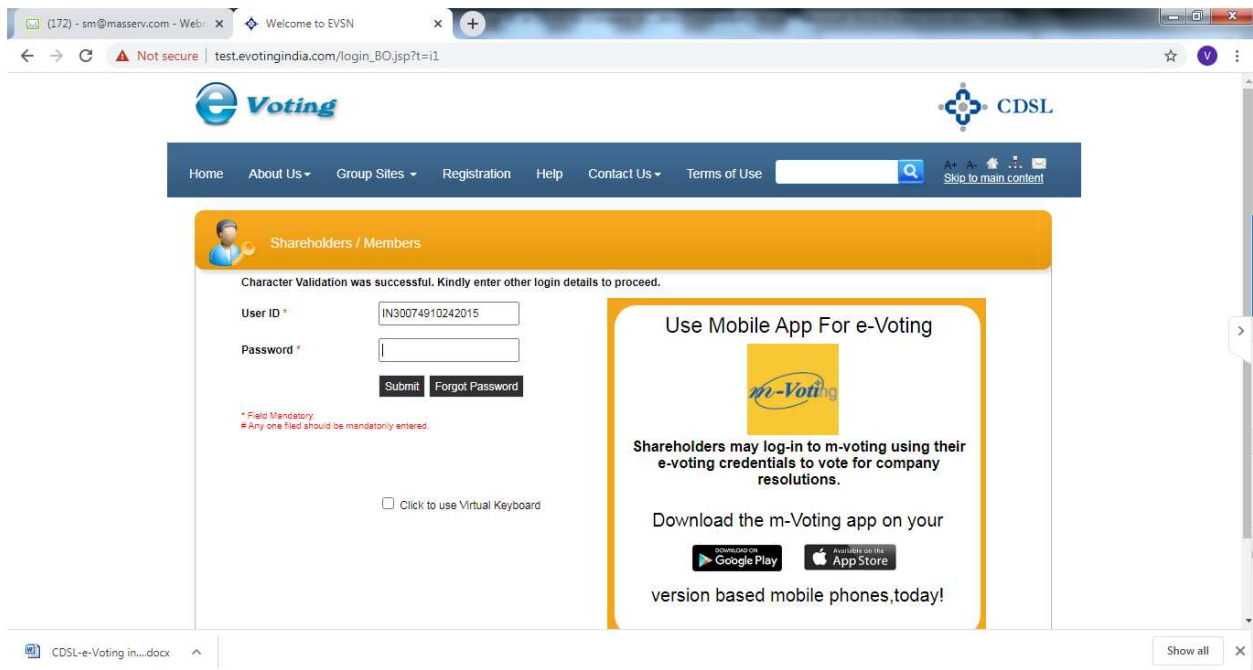 (172) - sm@masserv.com - Web
Welcome to EVSN
Not secure | test.evotingindia.com/login_BO.jsp?t=i1
V
e Voting
CDSL
Home About Us Group Sites Registration Help Contact Us Terms of Use
A+ A-
Skip to main content
Shareholders / Members
Character Validation was successful. Kindly enter other login details to proceed.
User ID * IN30074910242015
Password *
Submit Forgot Password
* Field Mandatory.
# Any one filed should be mandatorily entered.
Click to use Virtual Keyboard
Use Mobile App For e-Voting
m-Voting
Shareholders may log-in to m-voting using their
e-voting credentials to vote for company
resolutions.
Download the m-Voting app on your
DOWNLOAD ON
Google Play
Available on the
App Store
version based mobile phones,today!
CDSL-e-Voting in....docx
Show all